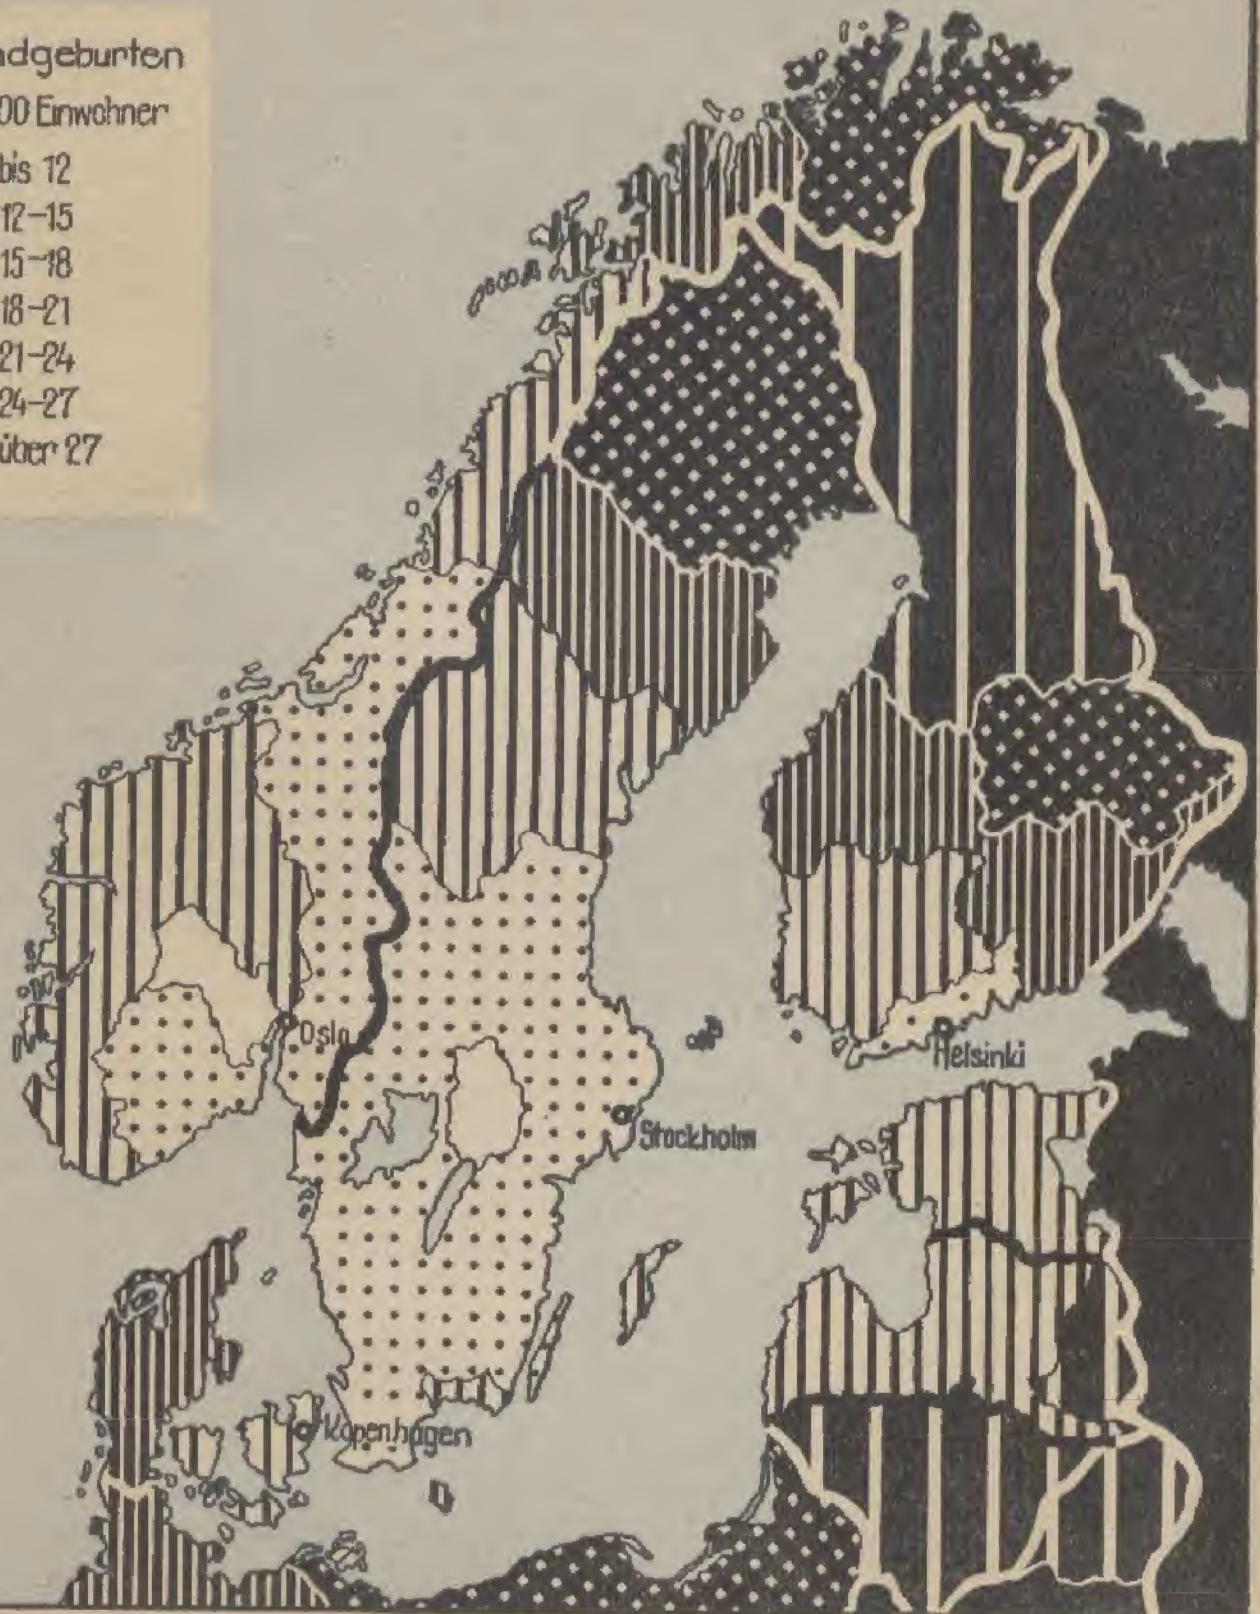 ndgeburten
00 Einwohner
bis 12
12-15
15-18
18-21
21-24
24-27
über 27
Oslo
Helsinki
Stockholm
Kopenhagen